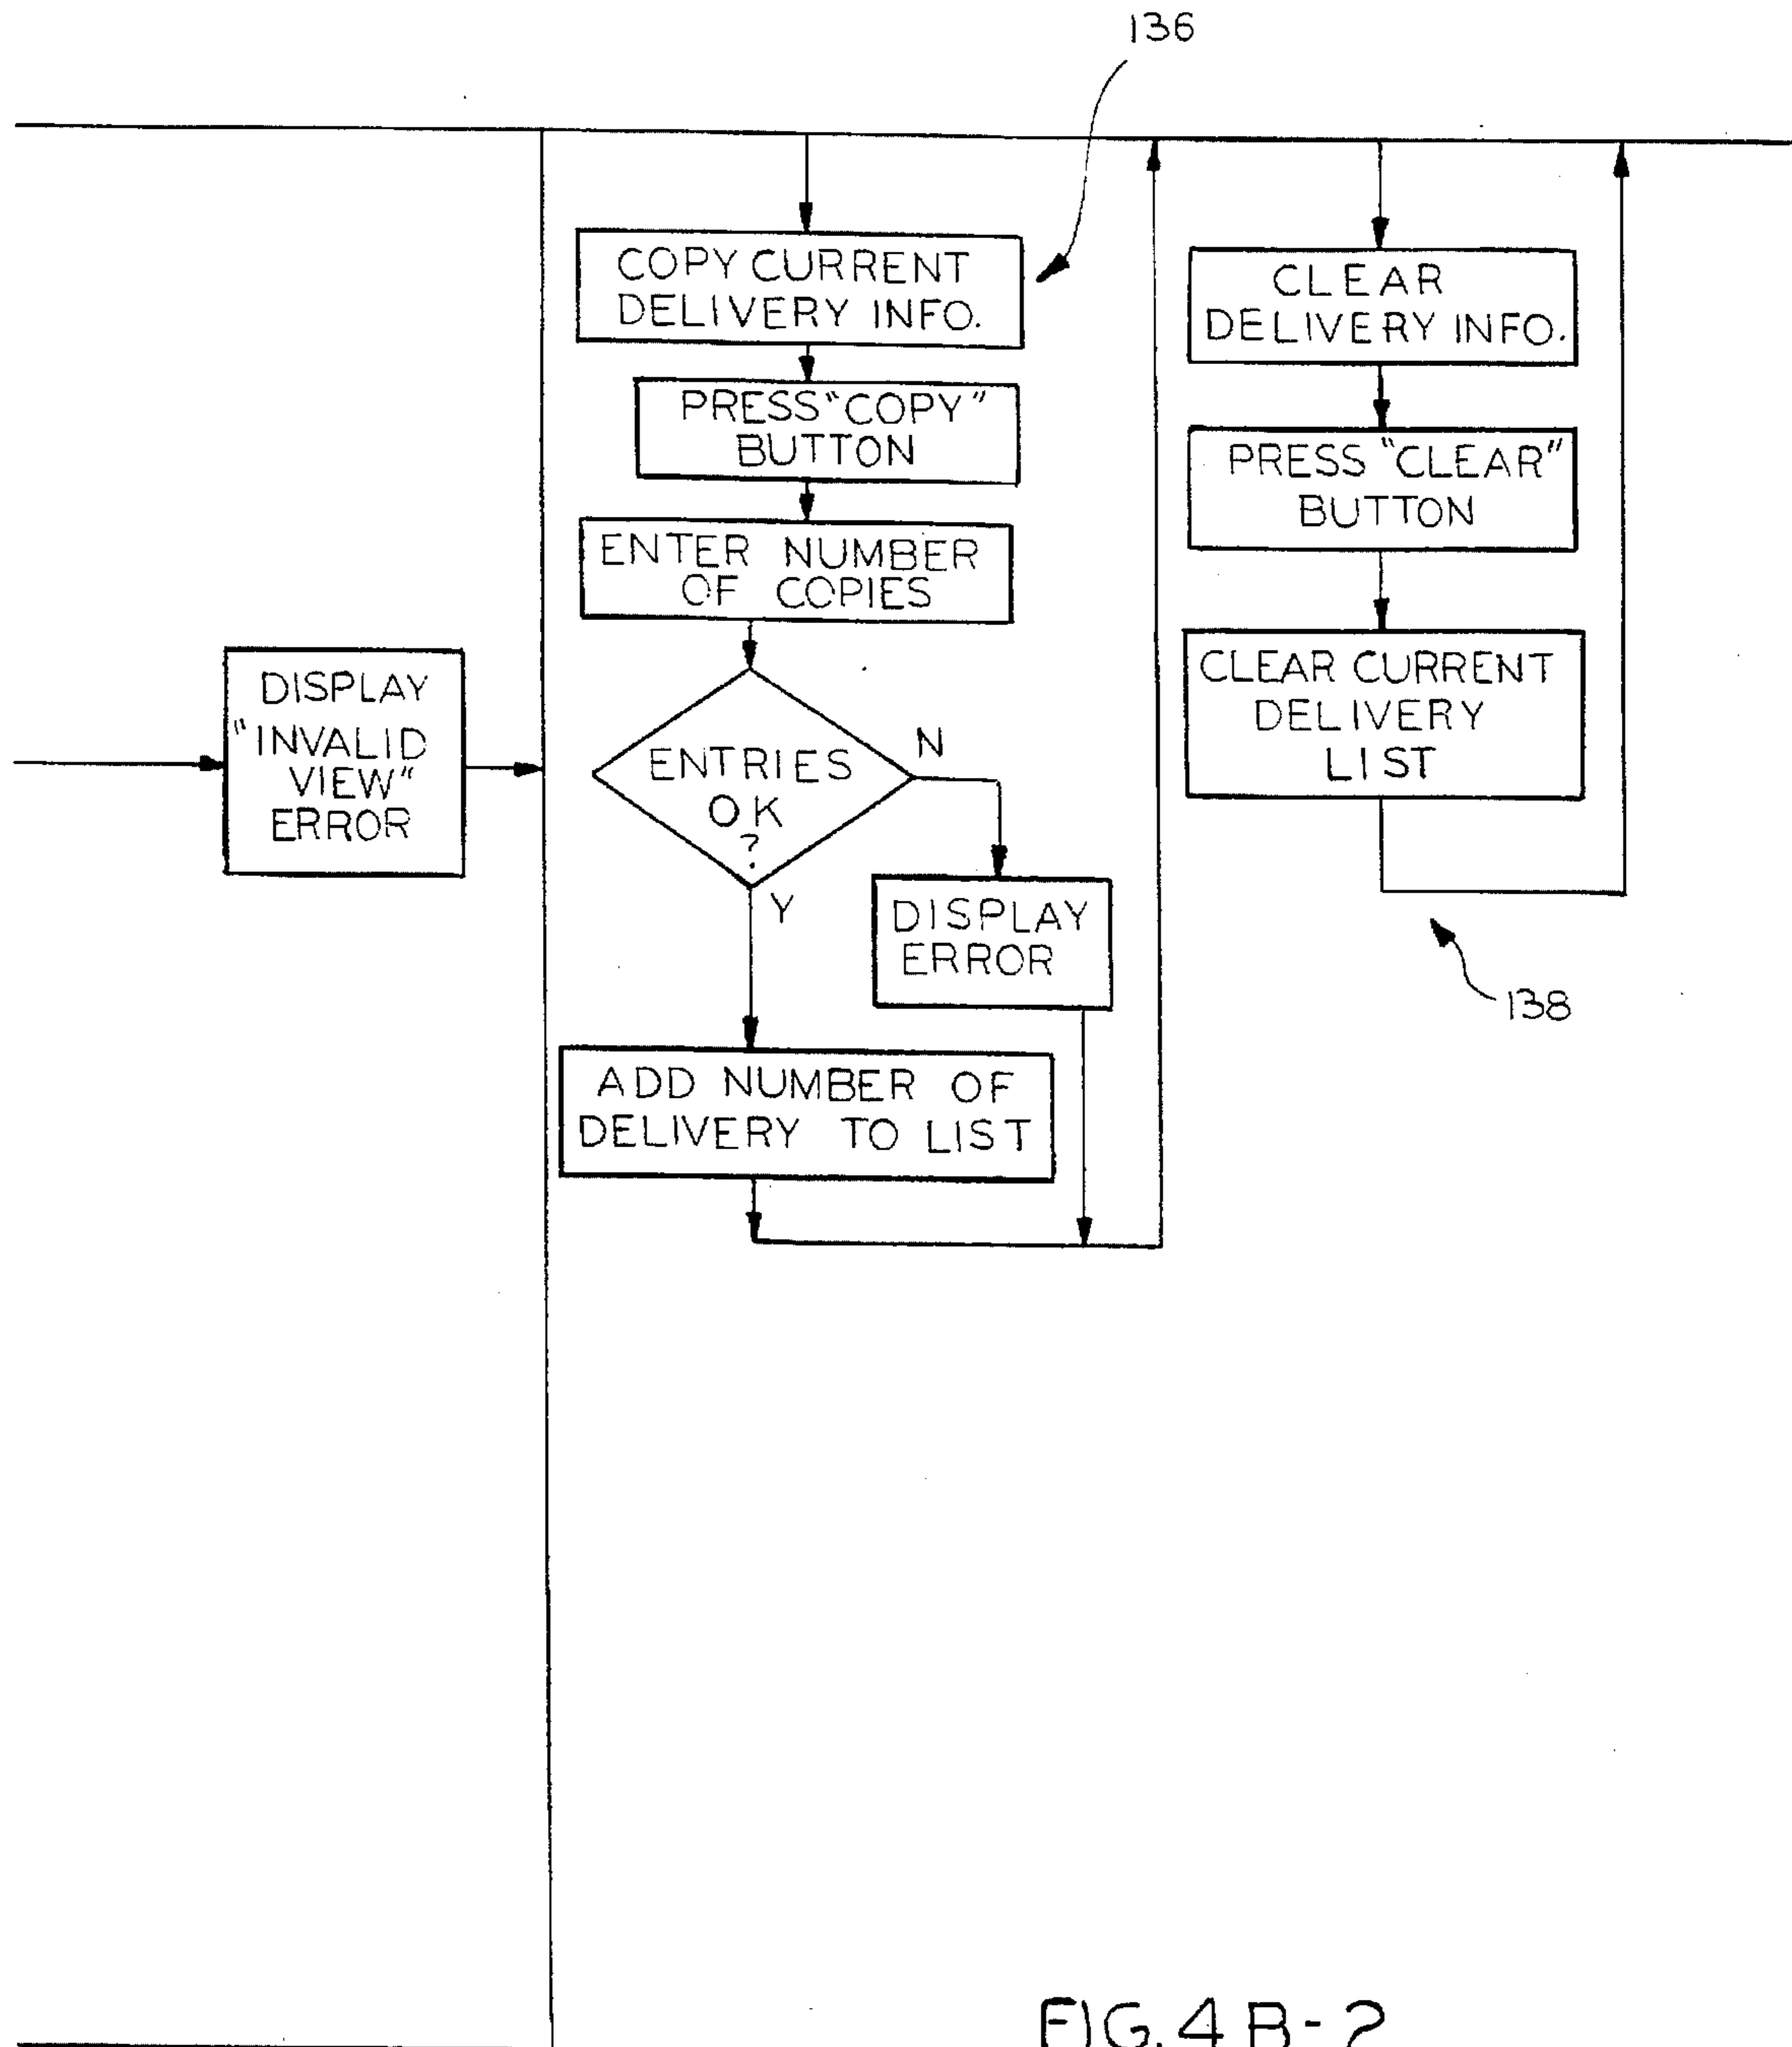 136
COPY CURRENT
DELIVERY INFO.
PRESS "COPY"
BUTTON
ENTER NUMBER
OF COPIES
ENTRIES
OK
?
N
Y
DISPLAY
ERROR
ADD NUMBER OF
DELIVERY TO LIST
CLEAR
DELIVERY INFO.
PRESS "CLEAR"
BUTTON
CLEAR CURRENT
DELIVERY
LIST
138
DISPLAY
"INVALID
VIEW"
ERROR
FIG. 4B-2